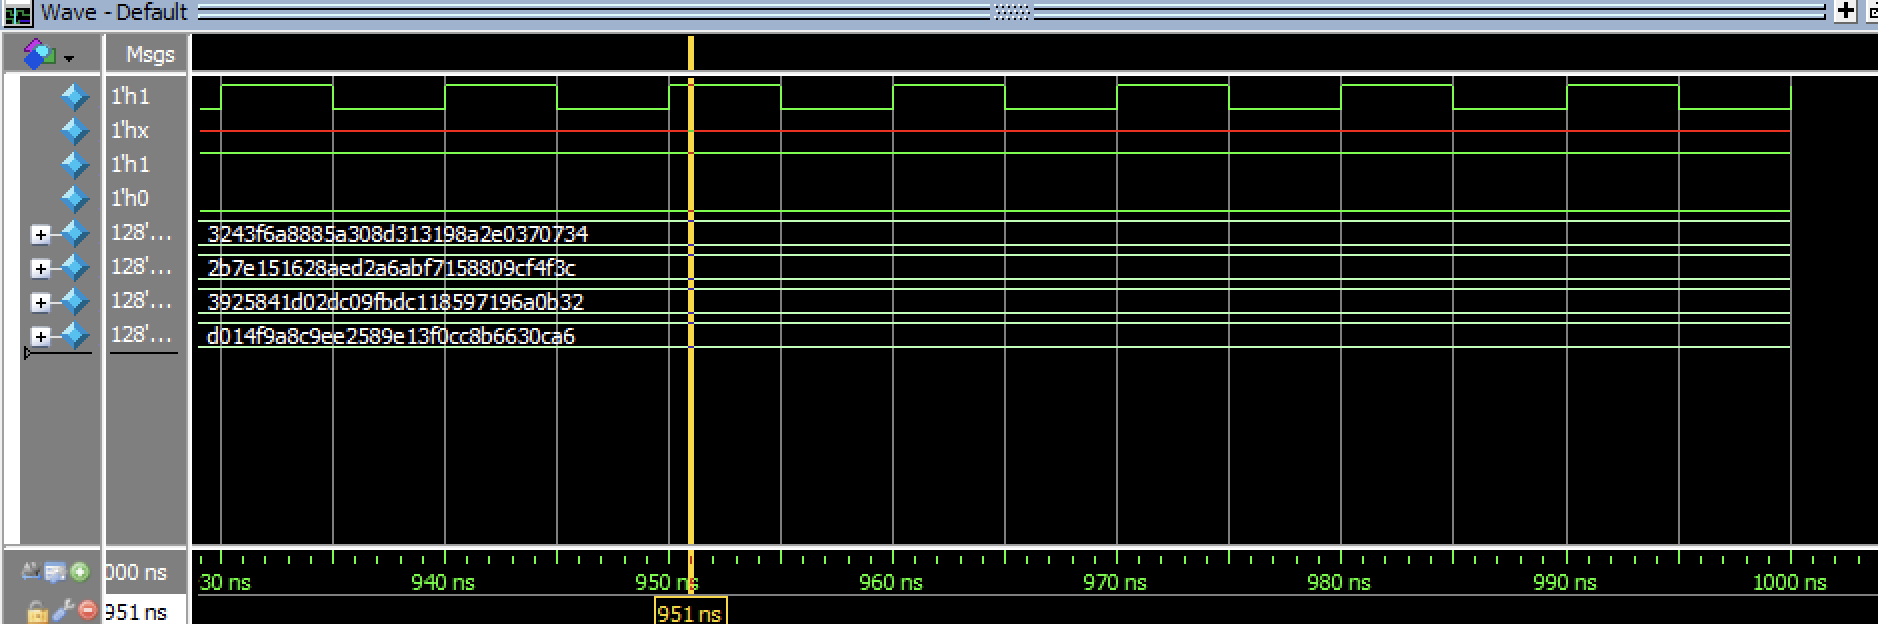 Wave - Default
Msgs
1'h1
1'hx
1'h1
1'h0
128'... 3243f6a8885a308d313198a2e0370734
128'... 2b7e151628aed2a6abf7158809cf4f3c
128'... 3925841d02dc09fbdc118597196a0b32
128'... d014f9a8c9ee2589e13f0cc8b6630ca6
000 ns 30 ns 940 ns 950 ns 960 ns 970 ns 980 ns 990 ns 1000 ns
951 ns 951 ns